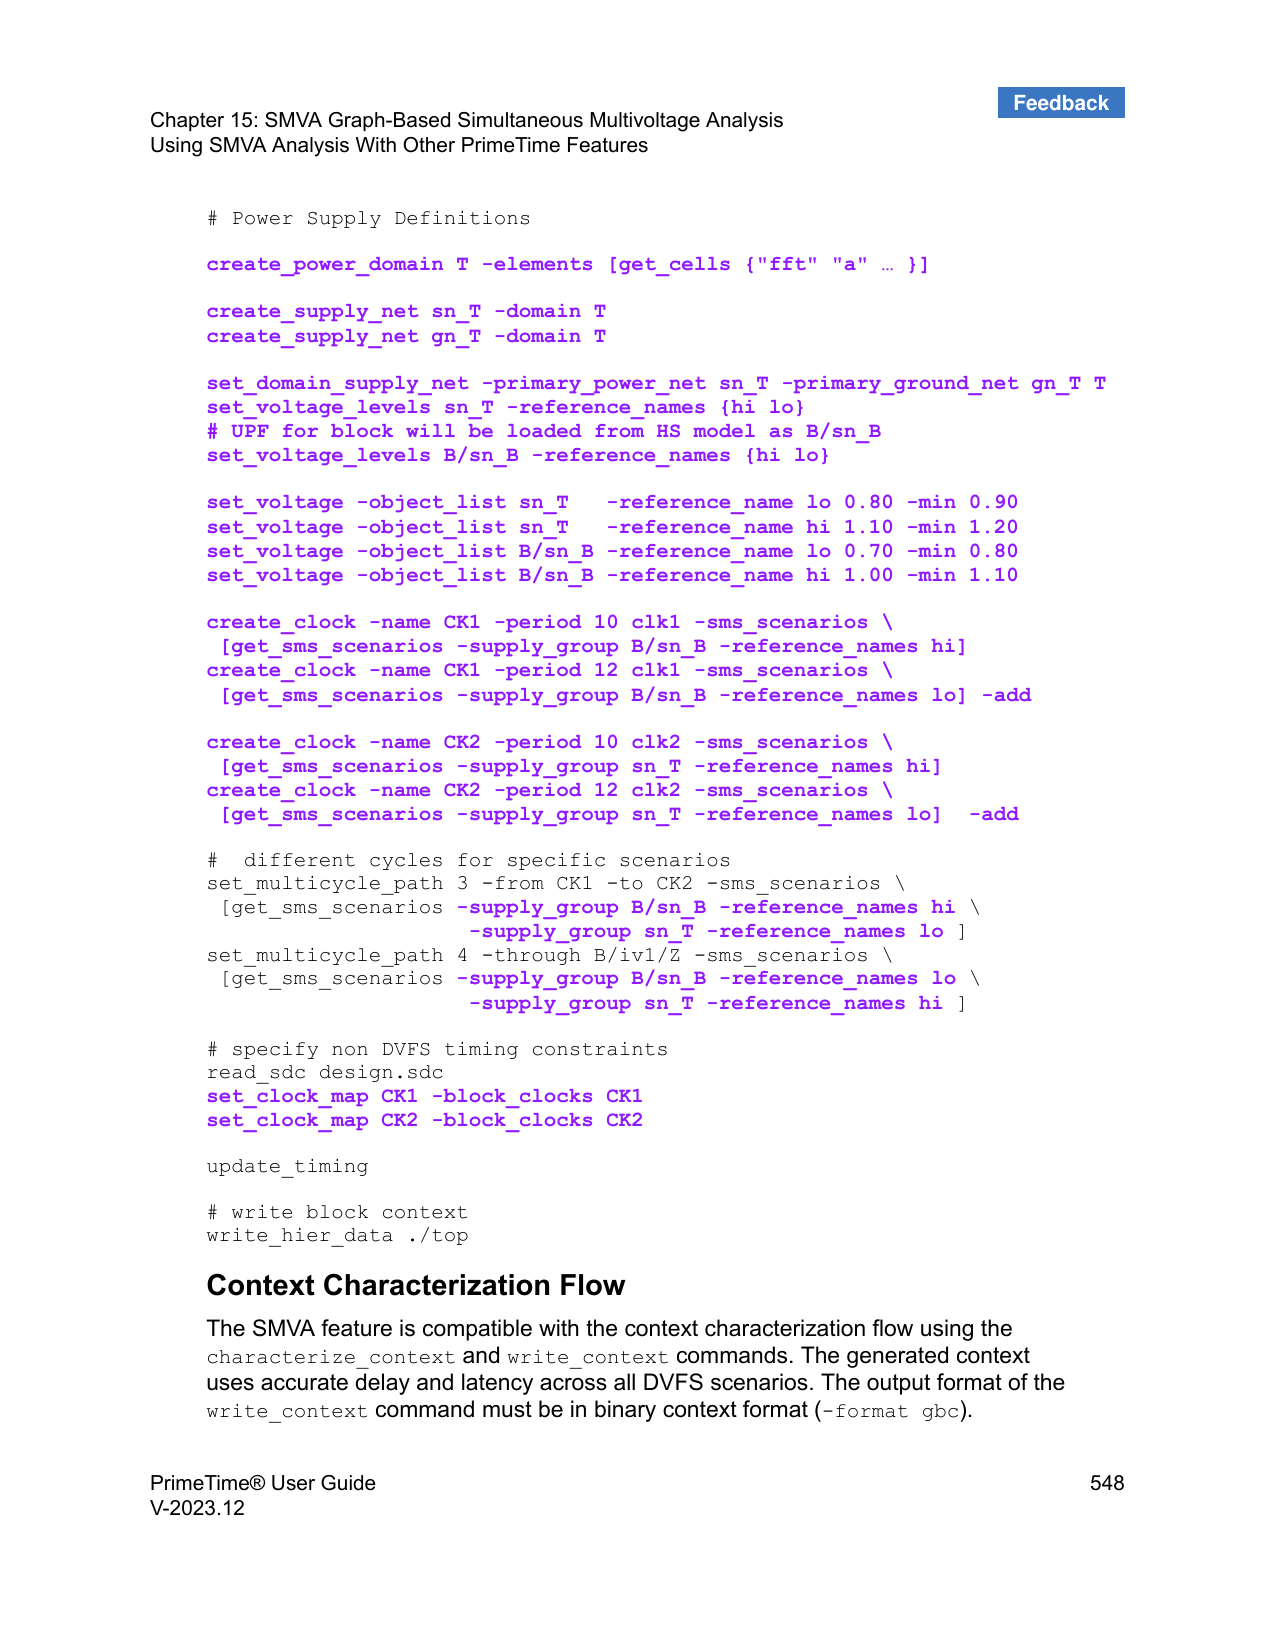 Feedback
Chapter 15: SMVA Graph-Based Simultaneous Multivoltage Analysis
Using SMVA Analysis With Other PrimeTime Features
# Power Supply Definitions
create_power_domain T -elements [get_cells {"fft" "a" … }]
create_supply_net sn_T -domain T
create_supply_net gn_T -domain T
set_domain_supply_net -primary_power_net sn_T -primary_ground_net gn_T T
set_voltage_levels sn_T -reference_names {hi lo}
# UPF for block will be loaded from HS model as B/sn_B
set_voltage_levels B/sn_B -reference_names {hi lo}
set_voltage -object_list sn_T   -reference_name lo 0.80 -min 0.90
set_voltage -object_list sn_T   -reference_name hi 1.10 -min 1.20
set_voltage -object_list B/sn_B -reference_name lo 0.70 -min 0.80
set_voltage -object_list B/sn_B -reference_name hi 1.00 -min 1.10
create_clock -name CK1 -period 10 clk1 -sms_scenarios \
 [get_sms_scenarios -supply_group B/sn_B -reference_names hi]
create_clock -name CK1 -period 12 clk1 -sms_scenarios \
 [get_sms_scenarios -supply_group B/sn_B -reference_names lo] -add
create_clock -name CK2 -period 10 clk2 -sms_scenarios \
 [get_sms_scenarios -supply_group sn_T -reference_names hi]
create_clock -name CK2 -period 12 clk2 -sms_scenarios \
 [get_sms_scenarios -supply_group sn_T -reference_names lo]  -add
#  different cycles for specific scenarios
set_multicycle_path 3 -from CK1 -to CK2 -sms_scenarios \
 [get_sms_scenarios -supply_group B/sn_B -reference_names hi \
                     -supply_group sn_T -reference_names lo ]
set_multicycle_path 4 -through B/iv1/Z -sms_scenarios \
 [get_sms_scenarios -supply_group B/sn_B -reference_names lo \
                     -supply_group sn_T -reference_names hi ]
# specify non DVFS timing constraints
read_sdc design.sdc
set_clock_map CK1 -block_clocks CK1
set_clock_map CK2 -block_clocks CK2
update_timing
# write block context
write_hier_data ./top
Context Characterization Flow
The SMVA feature is compatible with the context characterization flow using the
characterize_context and write_context commands. The generated context
uses accurate delay and latency across all DVFS scenarios. The output format of the
write_context command must be in binary context format (-format gbc).
PrimeTime® User Guide
548
V-2023.12